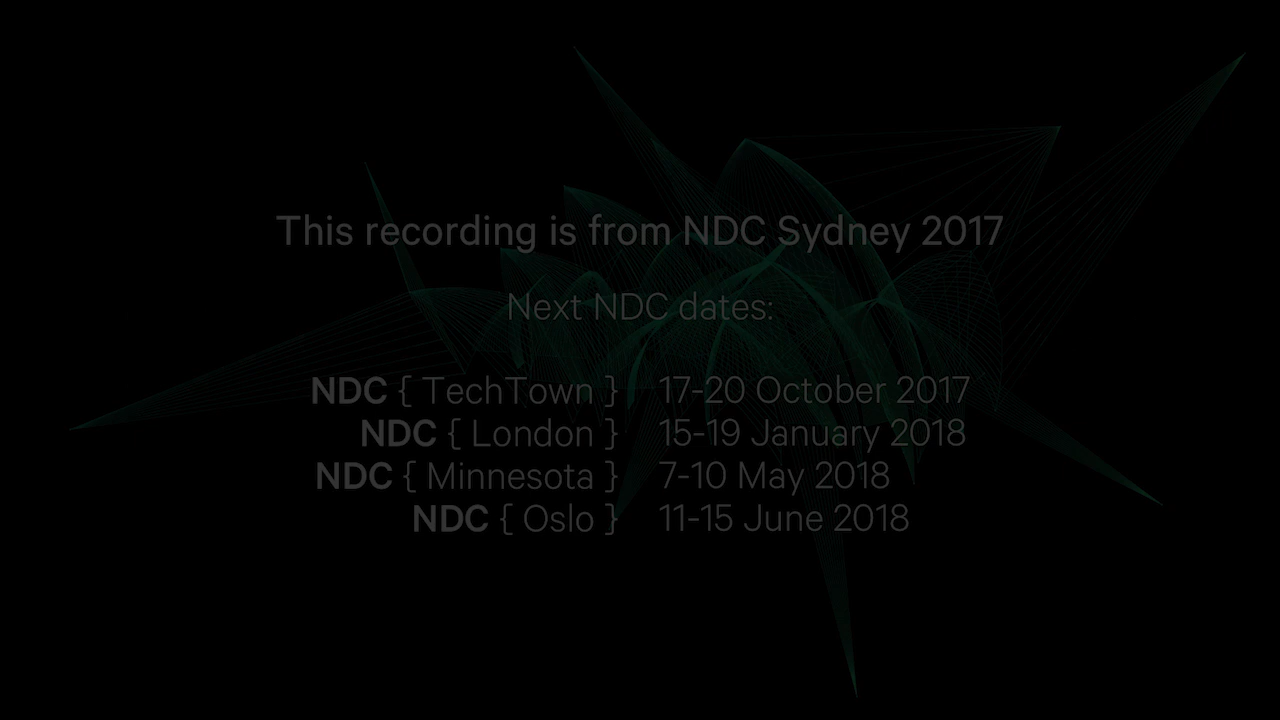 This recording is from NDC Sydney 2017
Next NDC dates:
NDC { TechTown } 17-20 October 2017
NDC { London } 15-19 January 2018
NDC { Minnesota } 7-10 May 2018
NDC { Oslo } 11-15 June 2018